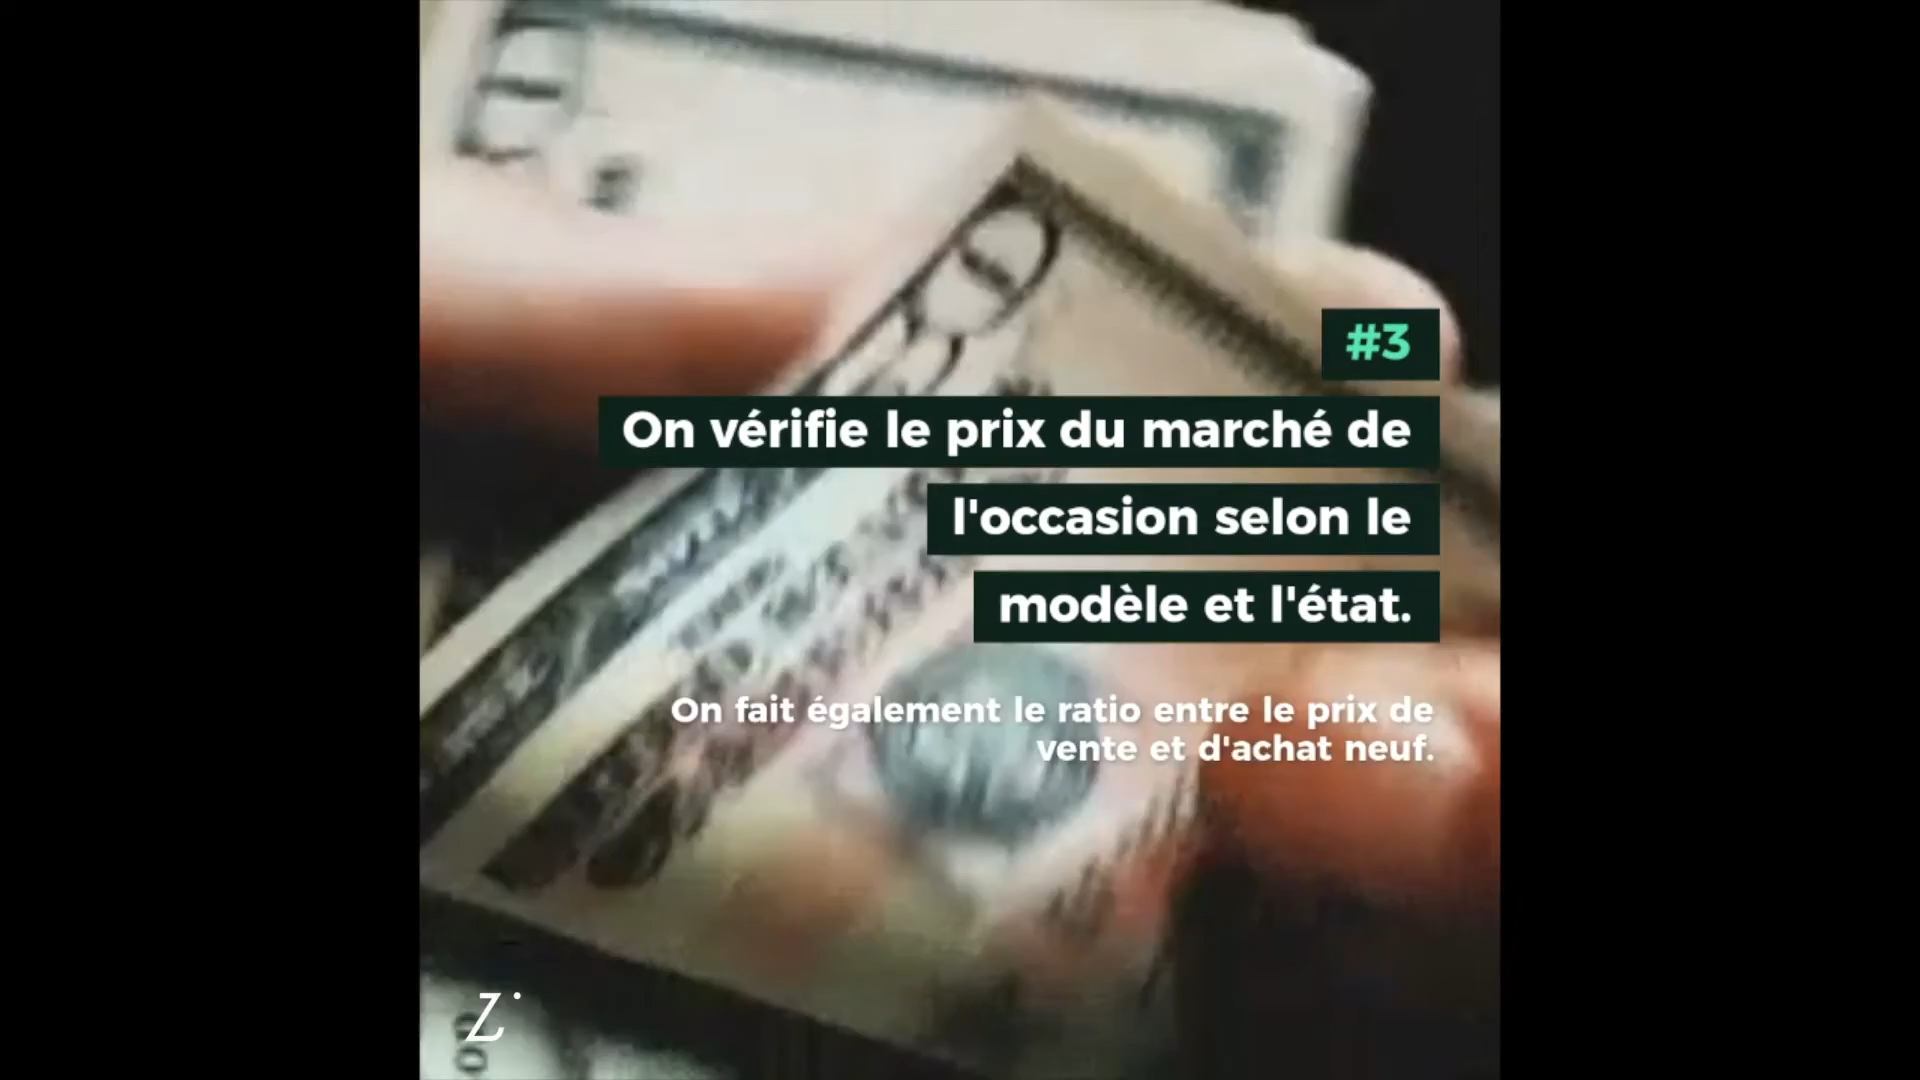 #3
On vérifie le prix du marché de
l'occasion selon le
modèle et l'état.
On fait également le ratio entre le prix de
vente et d'achat neuf.
Z